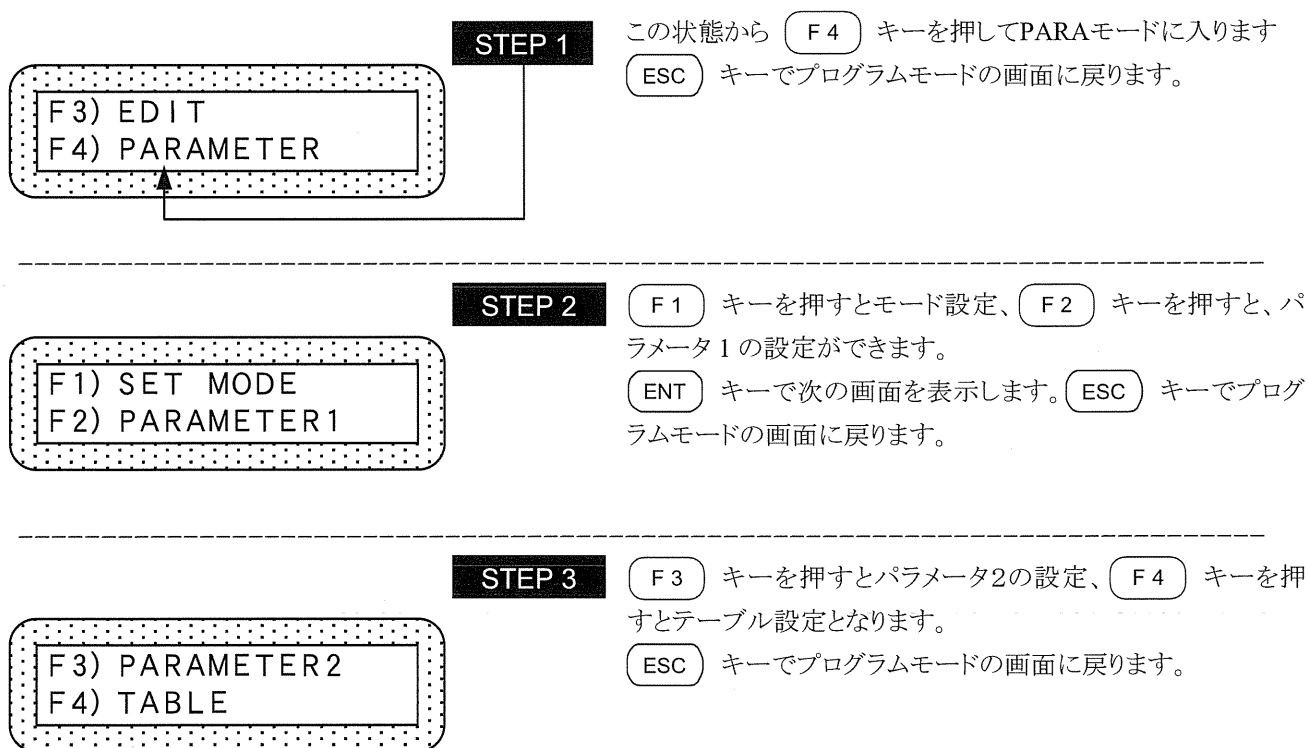 STEP 1
この状態から F 4 キーを押してPARAモードに入ります
ESC キーでプログラムモードの画面に戻ります。
F3) EDIT
F4) PARAMETER
STEP 2
F 1 キーを押すとモード設定、 F 2 キーを押すと、パ
ラメータ 1 の設定ができます。
ENT キーで次の画面を表示します。 ESC キーでプログ
ラムモードの画面に戻ります。
F1) SET MODE
F2) PARAMETER1
STEP 3
F 3 キーを押すとパラメータ2の設定、 F 4 キーを押
すとテーブル設定となります。
ESC キーでプログラムモードの画面に戻ります。
F3) PARAMETER2
F4) TABLE